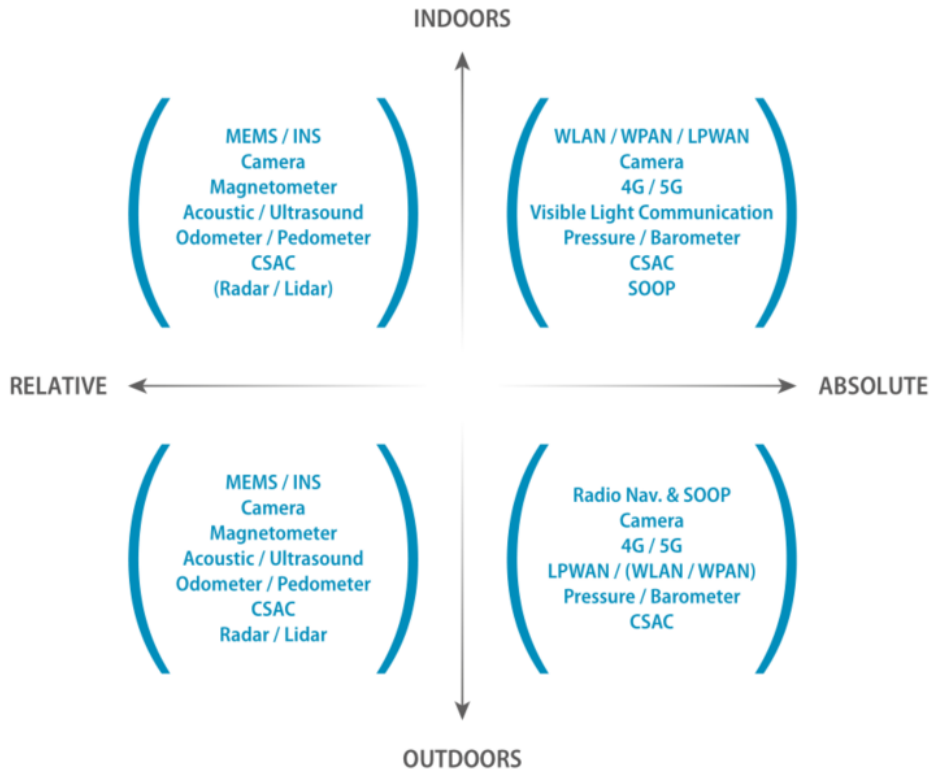 INDOORS
MEMS / INS
Camera
Magnetometer
Acoustic / Ultrasound
Odometer / Pedometer
CSAC
(Radar / Lidar)
WLAN / WPAN / LPWAN
Camera
4G / 5G
Visible Light Communication
Pressure / Barometer
CSAC
SOOP
RELATIVE
ABSOLUTE
MEMS / INS
Camera
Magnetometer
Acoustic / Ultrasound
Odometer / Pedometer
CSAC
Radar / Lidar
Radio Nav. & SOOP
Camera
4G / 5G
LPWAN / (WLAN / WPAN)
Pressure / Barometer
CSAC
OUTDOORS